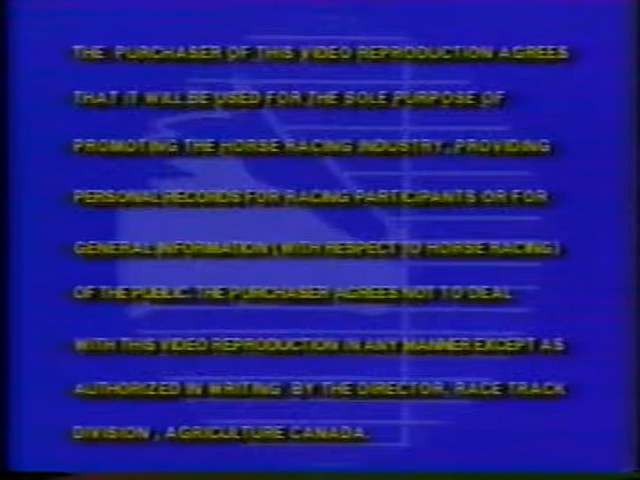 THE PURCHASER OF THIS VIDEO REPRODUCTION AGREES
THAT IT WILL BE USED FOR THE SOLE PURPOSE OF
PROMOTING THE HORSE RACING INDUSTRY, PROVIDING
PERSONAL RECORDS FOR RACING PARTICIPANTS OR FOR
GENERAL INFORMATION (WITH RESPECT TO HORSE RACING)
OF THE PUBLIC. THE PURCHASER AGREES NOT TO DEAL
WITH THIS VIDEO REPRODUCTION IN ANY MANNER EXCEPT AS
AUTHORIZED IN WRITING BY THE DIRECTOR, RACE TRACK
DIVISION, AGRICULTURE CANADA.